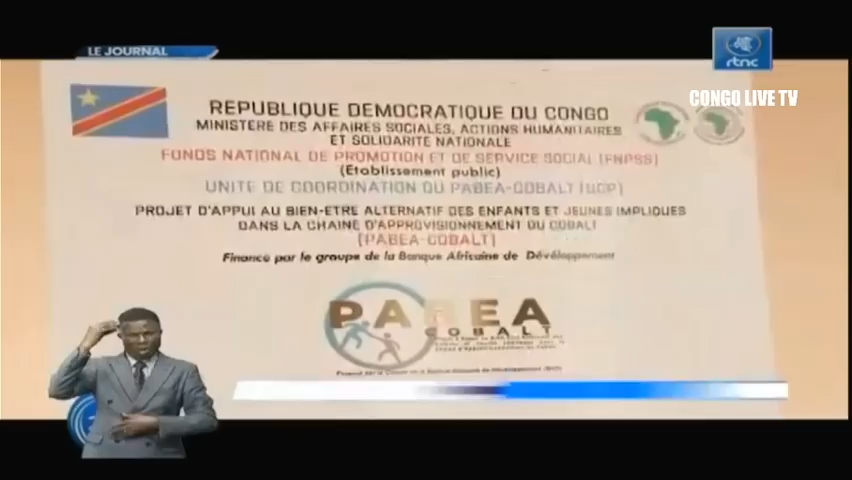 LE JOURNAL
rtnc
CONGO LIVE TV
REPUBLIQUE DEMOCRATIQUE DU CONGO
MINISTERE DES AFFAIRES SOCIALES, ACTIONS HUMANITAIRES
ET SOLIDARITE NATIONALE
FONDS NATIONAL DE PROMOTION ET DE SERVICE SOCIAL (FNPSS)
(Etablissement public)
UNITE DE COORDINATION DU PABEA-COBALT (UCP)
PROJET D'APPUI AU BIEN-ETRE ALTERNATIF DES ENFANTS ET JEUNES IMPLIQUES
DANS LA CHAINE D'APPROVISIONNEMENT DU COBALT
(PABEA-COBALT)
Financé par le groupe de la Banque Africaine de Développement
PABEA
COBALT